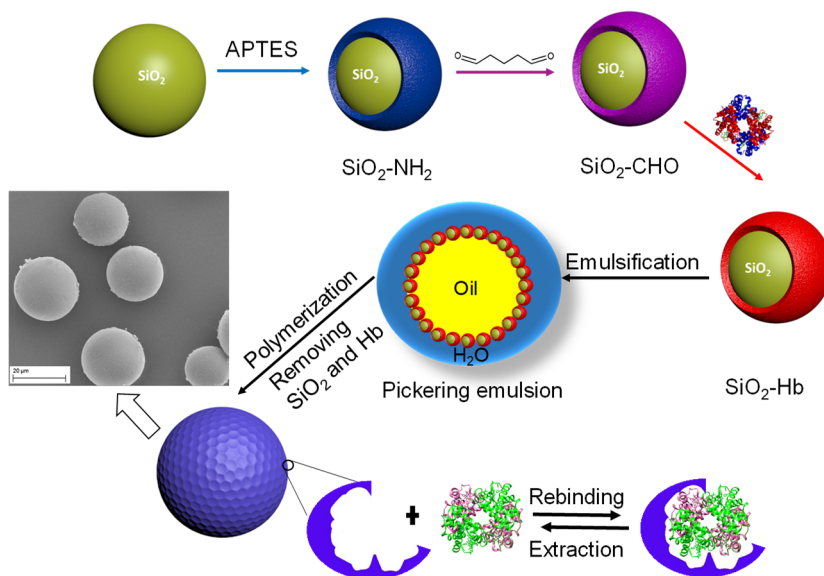 SiO₂
APTES
O
O
SiO₂
SiO₂
SiO₂-NH₂
SiO₂-CHO
SiO₂
SiO₂-Hb
Emulsification
Oil
H₂O
Pickering emulsion
Polymerization
Removing
SiO₂ and Hb
20 μm
+
Rebinding
Extraction